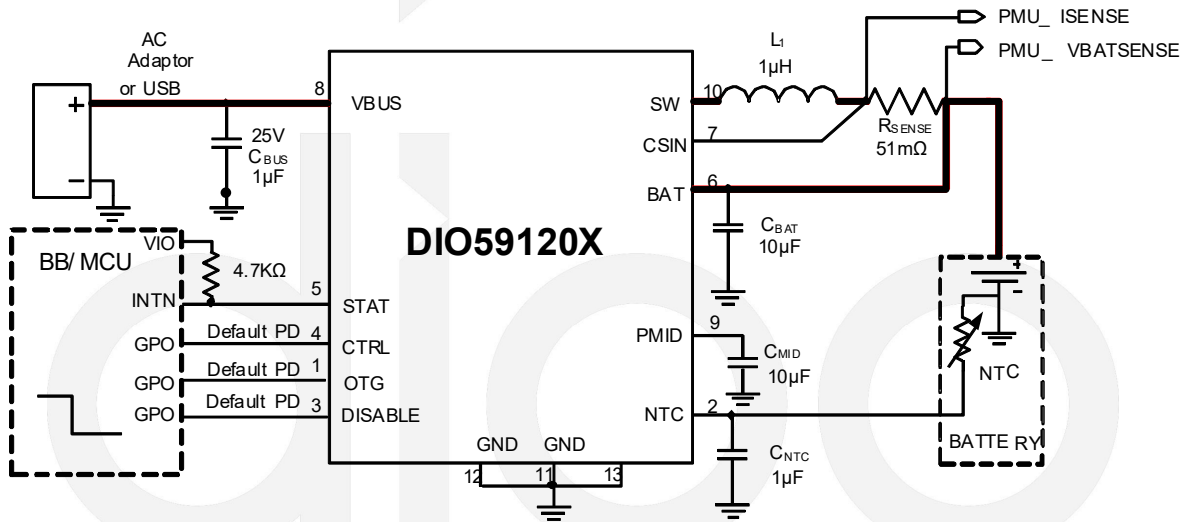 PMU_ ISENSE
PMU_ VBATSENSE
AC
Adaptor
or USB
L1
1µH
8
VBUS
10
SW
+
25V
CBUS
1µF
RSENSE
51mΩ
7
CSIN
-
6
BAT
CBAT
10µF
DIO59120X
VIO
BB/ MCU
4.7KΩ
INTN
5
STAT
+
-
GPO
Default PD
4
CTRL
9
PMID
CMID
10µF
GPO
Default PD
1
OTG
NTC
GPO
Default PD
3
DISABLE
2
NTC
BATTE RY
GND
GND
CNTC
1µF
12
11
13
dioo